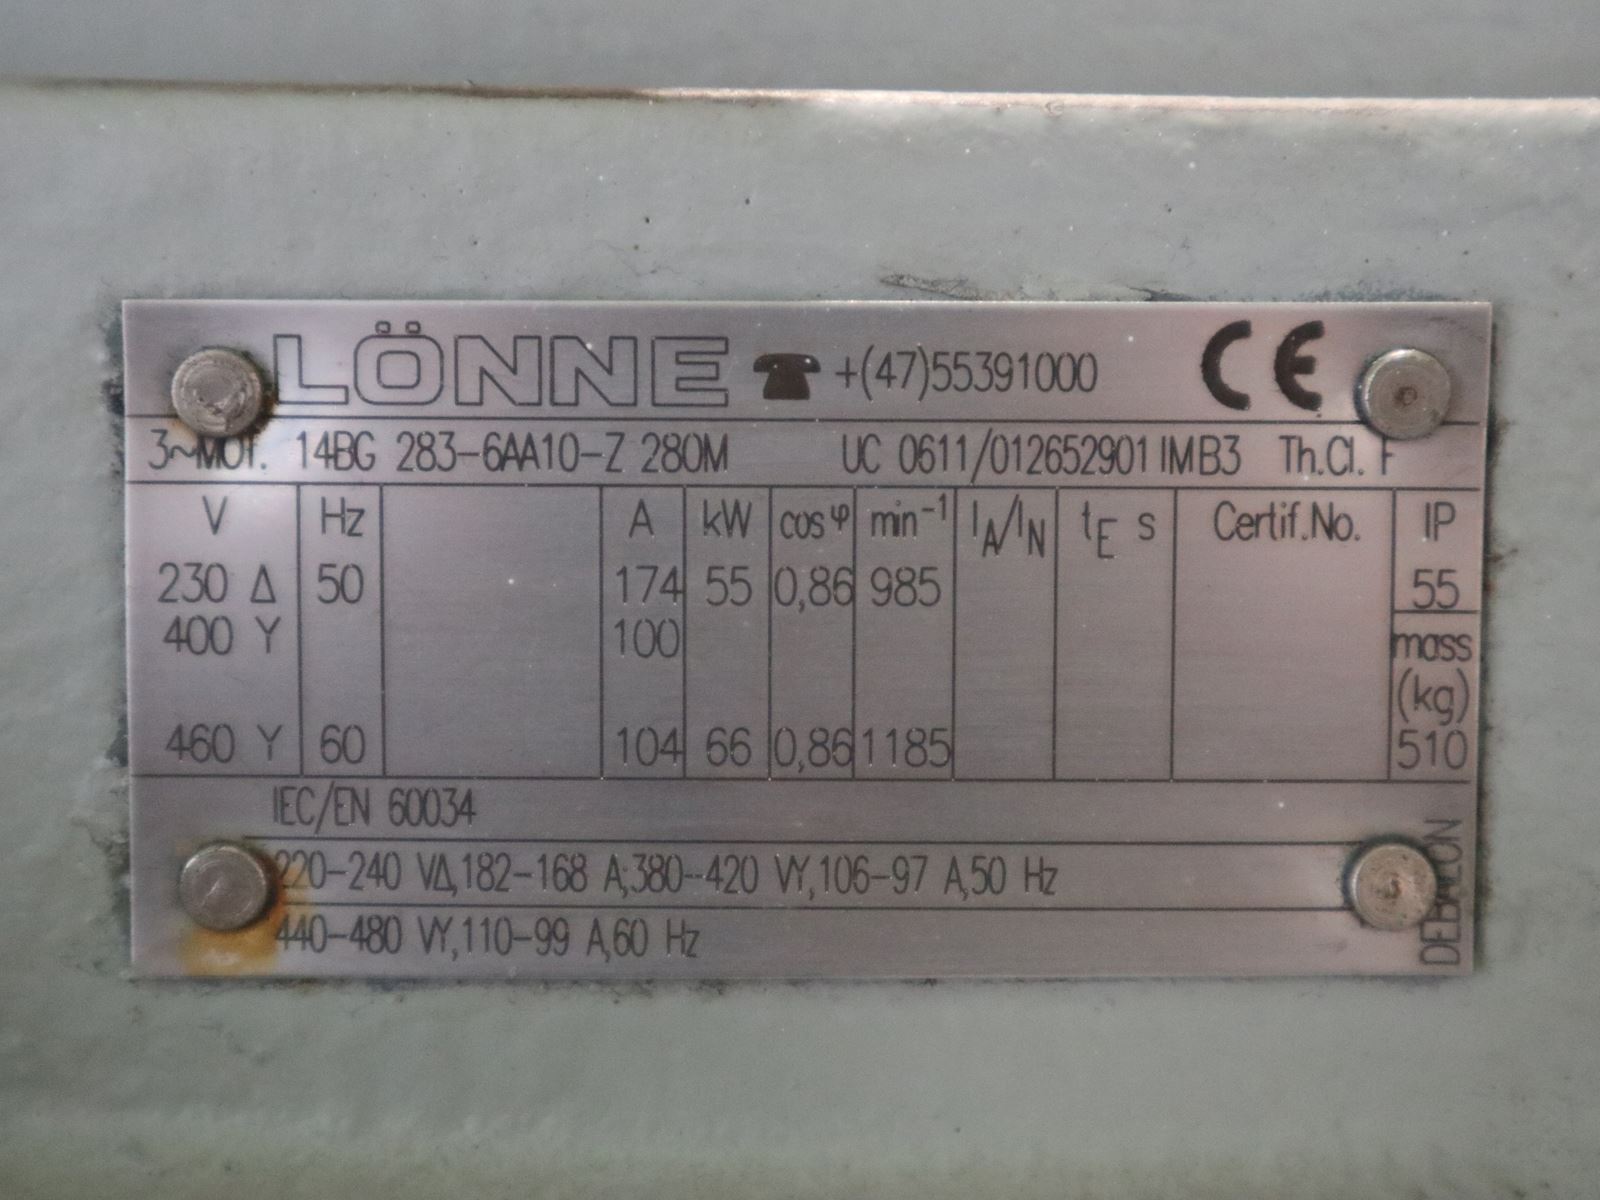 LÖNNE ☎ +(47)55391000 CE
3~Mot. 14BG 283-6AA10-Z 280M UC 0611/012652901 IMB3 Th.Cl. F
V Hz A kW cosφ min⁻¹ IA/IN tE s Certif.No. IP
230 Δ 50 174 55 0,86 985 55
400 Y 100 mass
(kg)
460 Y 60 104 66 0,86 1185 510
IEC/EN 60034
220-240 VΔ,182-168 A;380-420 VY,106-97 A,50 Hz
440-480 VY,110-99 A,60 Hz